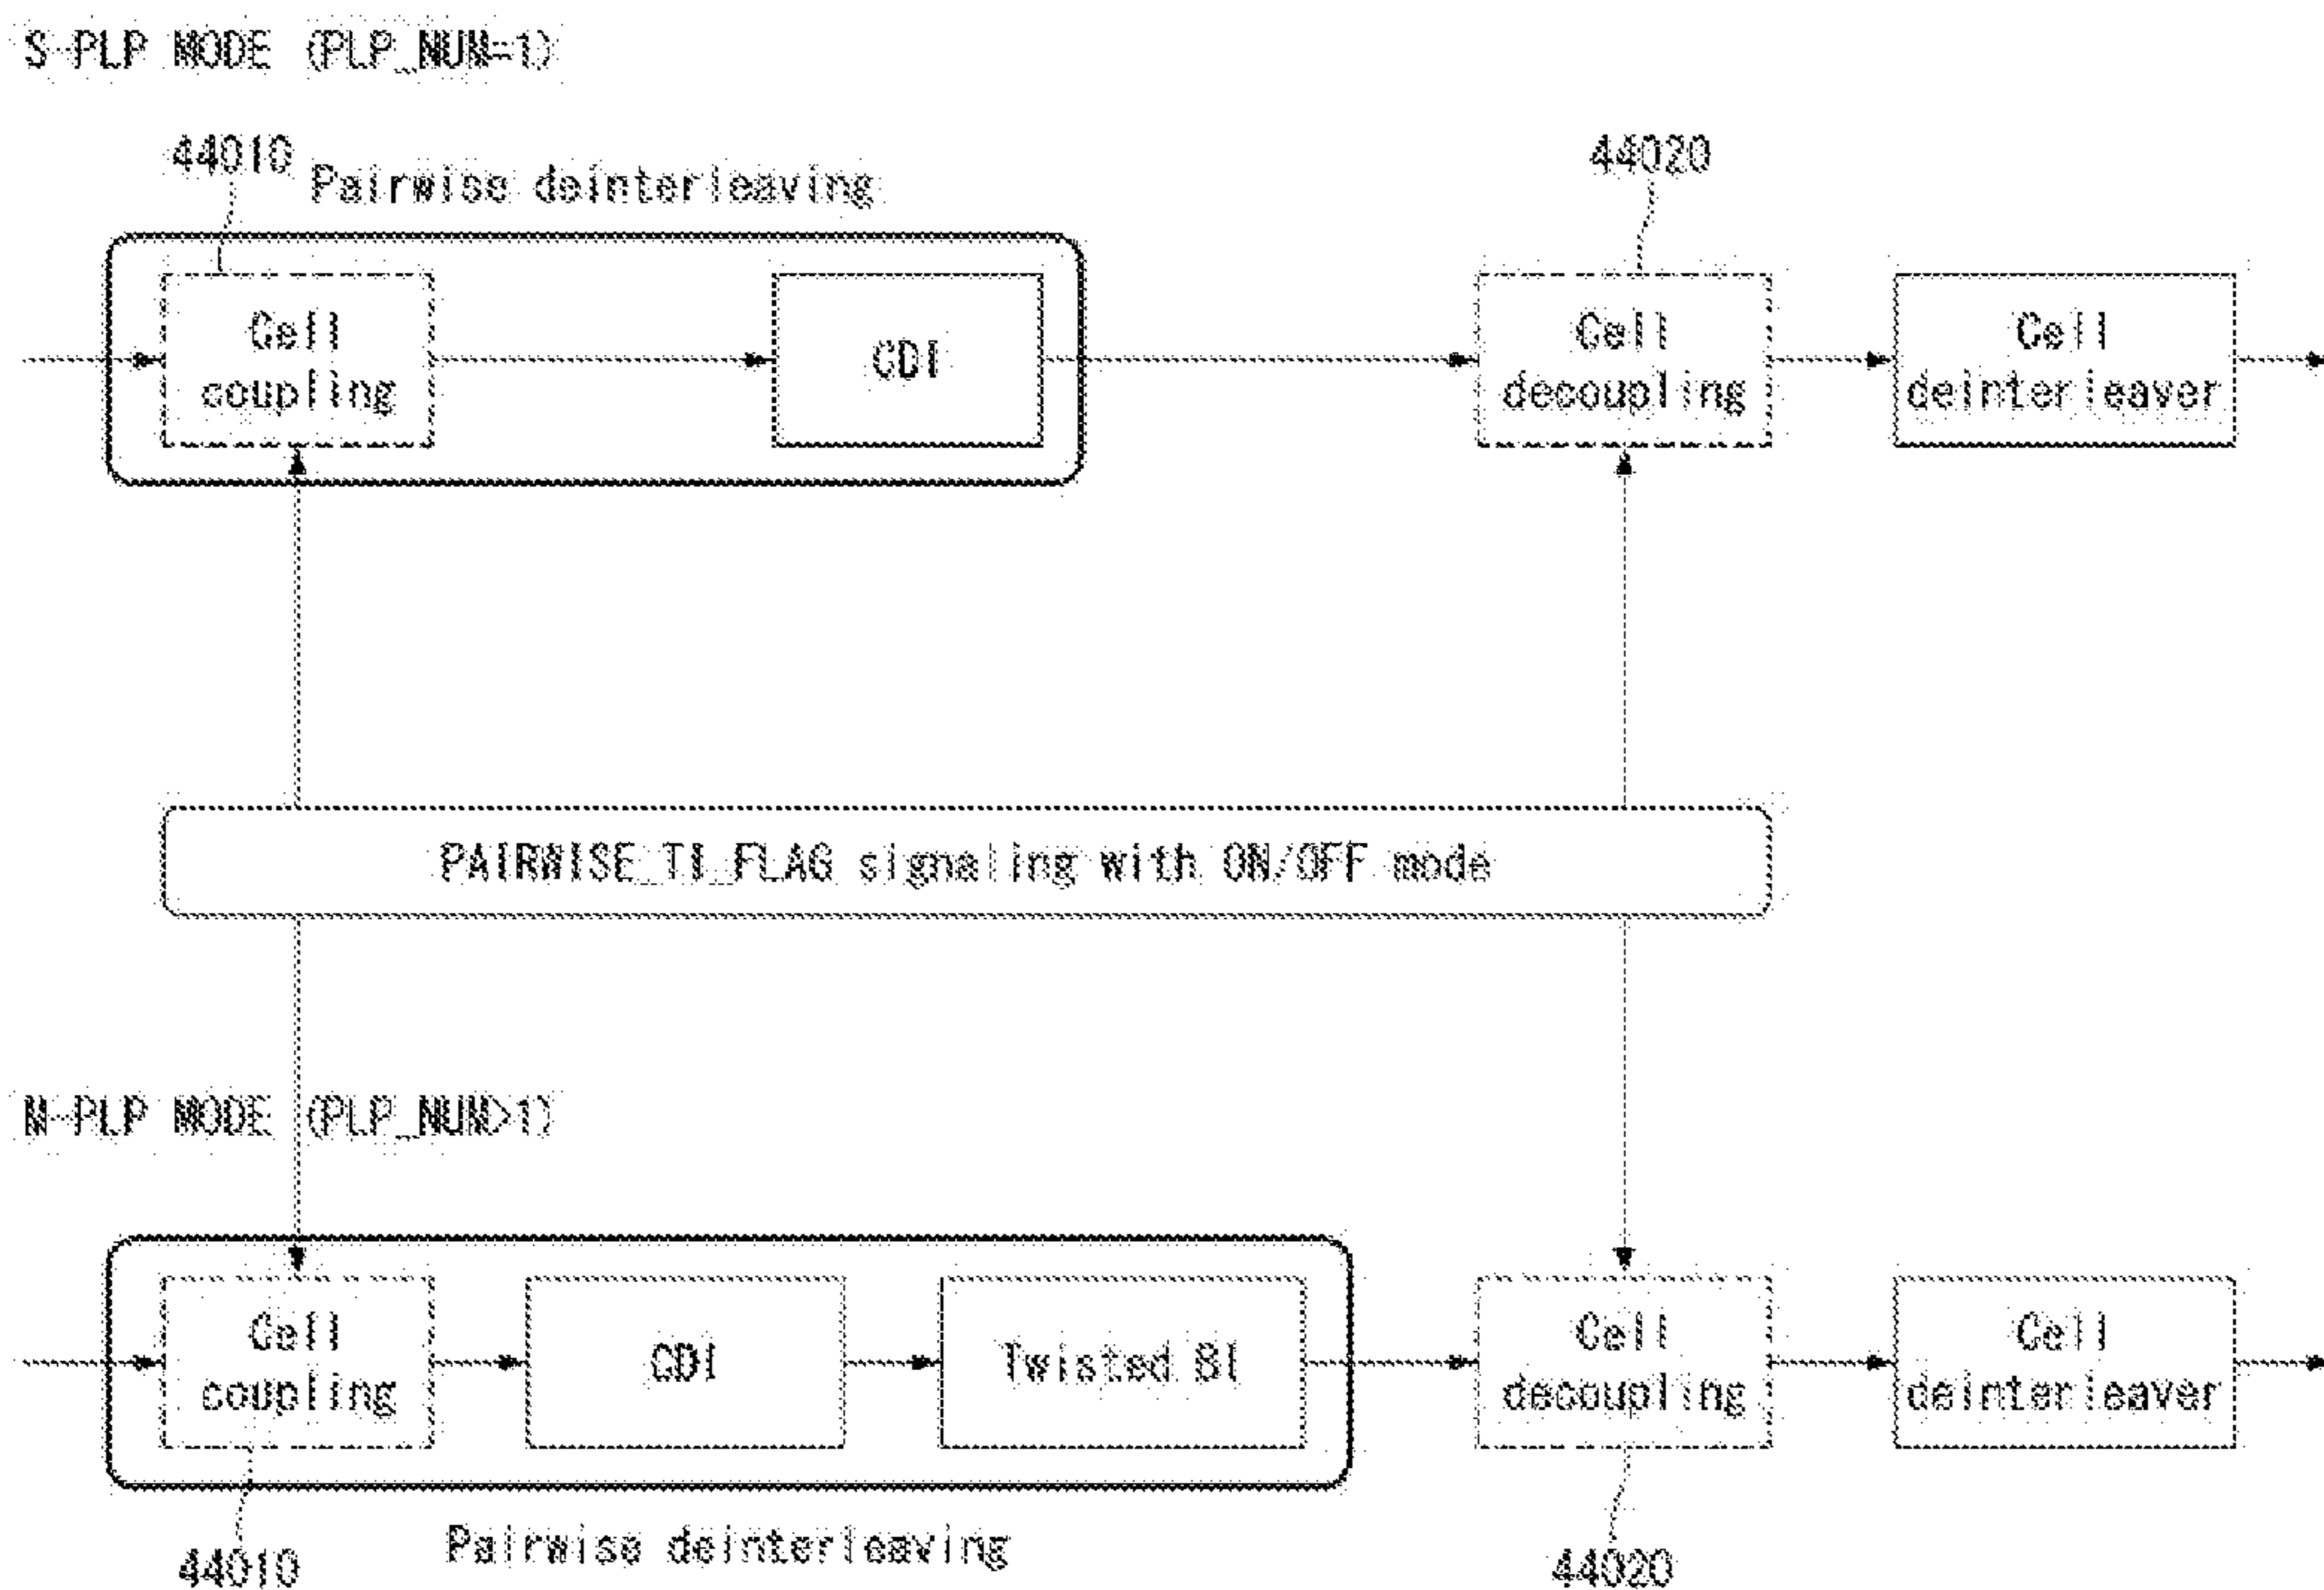 S-PLP MODE (PLP_NUM=1)
44010
Pairwise deinterleaving
44020
Cell
coupling
CDI
Cell
decoupling
Cell
deinterleaver
PAIRWISE_TI_FLAG signaling with ON/OFF mode
M-PLP MODE (PLP_NUM>1)
Cell
coupling
CDI
Twisted BI
Cell
decoupling
Cell
deinterleaver
44010
Pairwise deinterleaving
44020